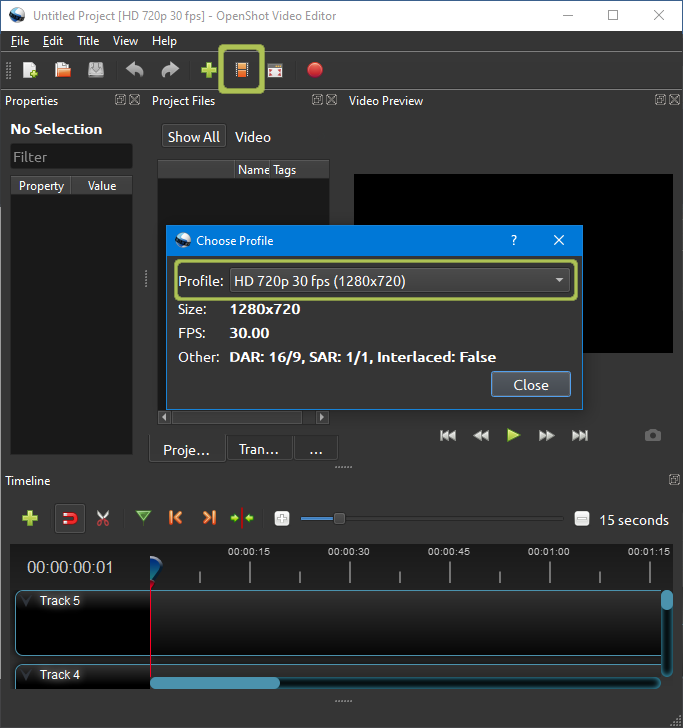 Untitled Project [HD 720p 30 fps] - OpenShot Video Editor
File Edit Title View Help
Properties
Project Files
Video Preview
No Selection
Show All Video
Filter
Name Tags
Property Value
Choose Profile ?
Profile: HD 720p 30 fps (1280x720)
Size: 1280x720
FPS: 30.00
Other: DAR: 16/9, SAR: 1/1, Interlaced: False
Close
Proje... Tran... ...
Timeline
15 seconds
00:00:00:01
00:00:15 00:00:30 00:00:45 00:01:00 00:01:15
Track 5
Track 4